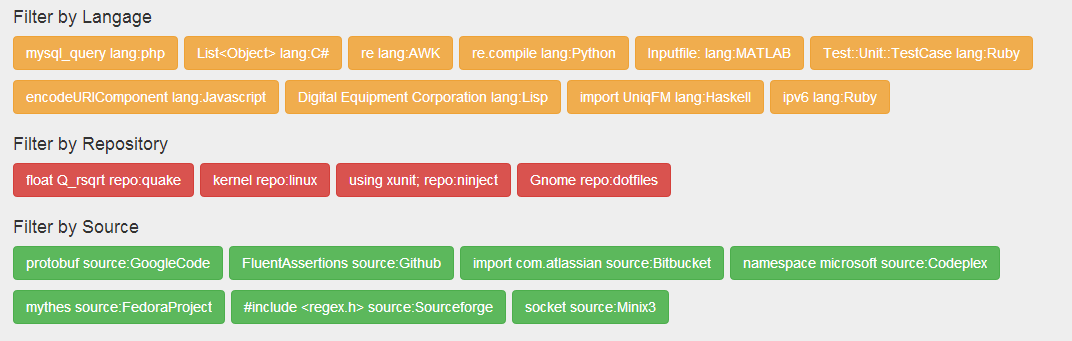 Filter by Langage
mysql_query lang:php List<Object> lang:C# re lang:AWK re.compile lang:Python Inputfile: lang:MATLAB Test::Unit::TestCase lang:Ruby
encodeURIComponent lang:Javascript Digital Equipment Corporation lang:Lisp import UniqFM lang:Haskell ipv6 lang:Ruby
Filter by Repository
float Q_rsqrt repo:quake kernel repo:linux using xunit; repo:ninject Gnome repo:dotfiles
Filter by Source
protobuf source:GoogleCode FluentAssertions source:Github import com.atlassian source:Bitbucket namespace microsoft source:Codeplex
mythes source:FedoraProject #include <regex.h> source:Sourceforge socket source:Minix3